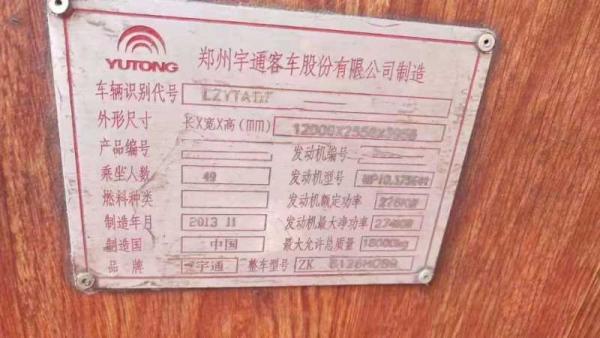 YUTONG
郑州宇通客车股份有限公司制造
车辆识别代号 LZYTAT
外形尺寸 长X宽X高(mm)
产品编号 发动机编号
乘坐人数 49 发动机型号
燃料种类 发动机额定功率 276KW
制造年月 2013 11 发动机最大净功率 274KW
制造国 中国 最大允许总质量 18000kg
品牌 宇通 整车型号 ZK